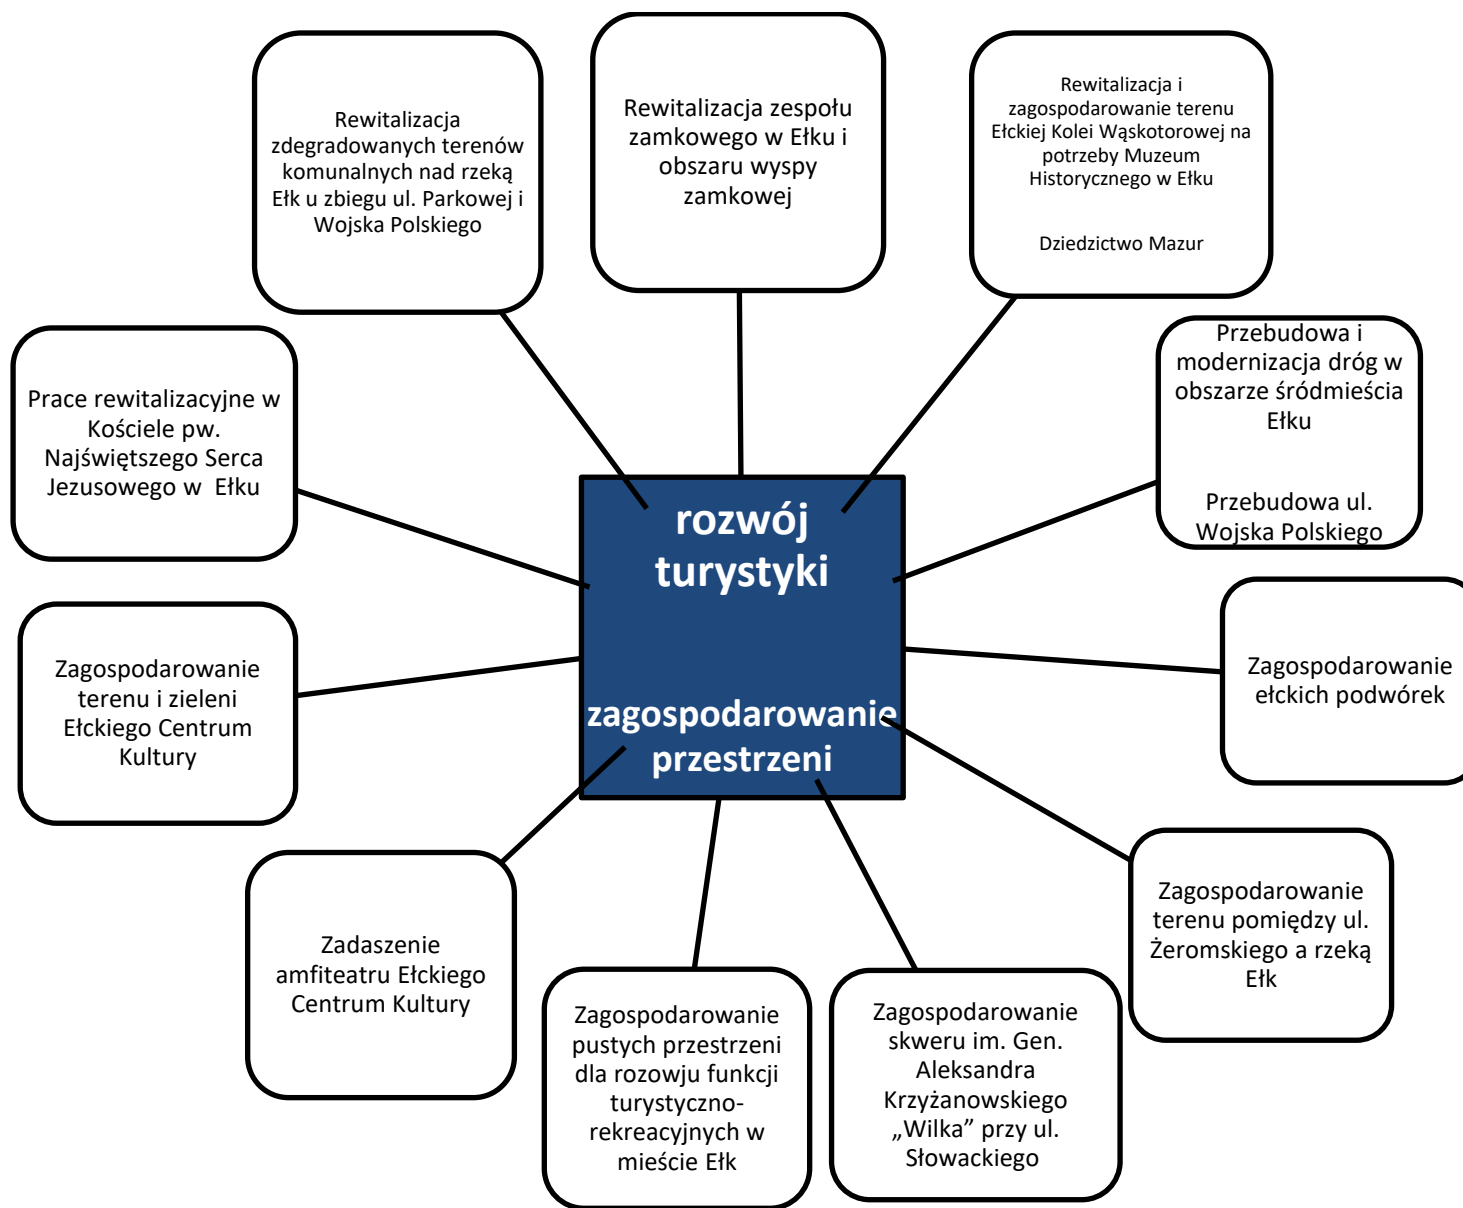 Rewitalizacja
zdegradowanych terenów
komunalnych nad rzeką
Ełk u zbiegu ul. Parkowej i
Wojska Polskiego
Rewitalizacja zespołu
zamkowego w Ełku i
obszaru wyspy
zamkowej
Rewitalizacja i
zagospodarowanie terenu
Ełckiej Kolei Wąskotorowej na
potrzeby Muzeum
Historycznego w Ełku
Dziedzictwo Mazur
Prace rewitalizacyjne w
Kościele pw.
Najświętszego Serca
Jezusowego w Ełku
Przebudowa i
modernizacja dróg w
obszarze śródmieścia
Ełku
Przebudowa ul.
Wojska Polskiego
rozwój
turystyki
zagospodarowanie
przestrzeni
Zagospodarowanie
terenu i zieleni
Ełckiego Centrum
Kultury
Zagospodarowanie
ełckich podwórek
Zadaszenie
amfiteatru Ełckiego
Centrum Kultury
Zagospodarowanie
pustych przestrzeni
dla rozowju funkcji
turystyczno-
rekreacyjnych w
mieście Ełk
Zagospodarowanie
skweru im. Gen.
Aleksandra
Krzyżanowskiego
„Wilka” przy ul.
Słowackiego
Zagospodarowanie
terenu pomiędzy ul.
Żeromskiego a rzeką
Ełk